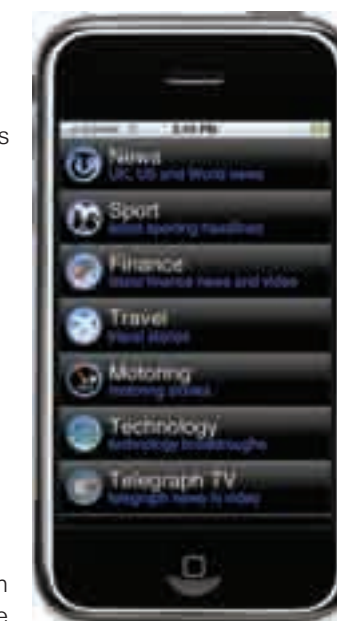 s
News
UK, US and World news
Sport
latest sporting headlines
Finance
latest finance news and video
Travel
travel stories
Motoring
motoring stories
Technology
technology breakthroughs
Telegraph TV
telegraph news in video
n
e